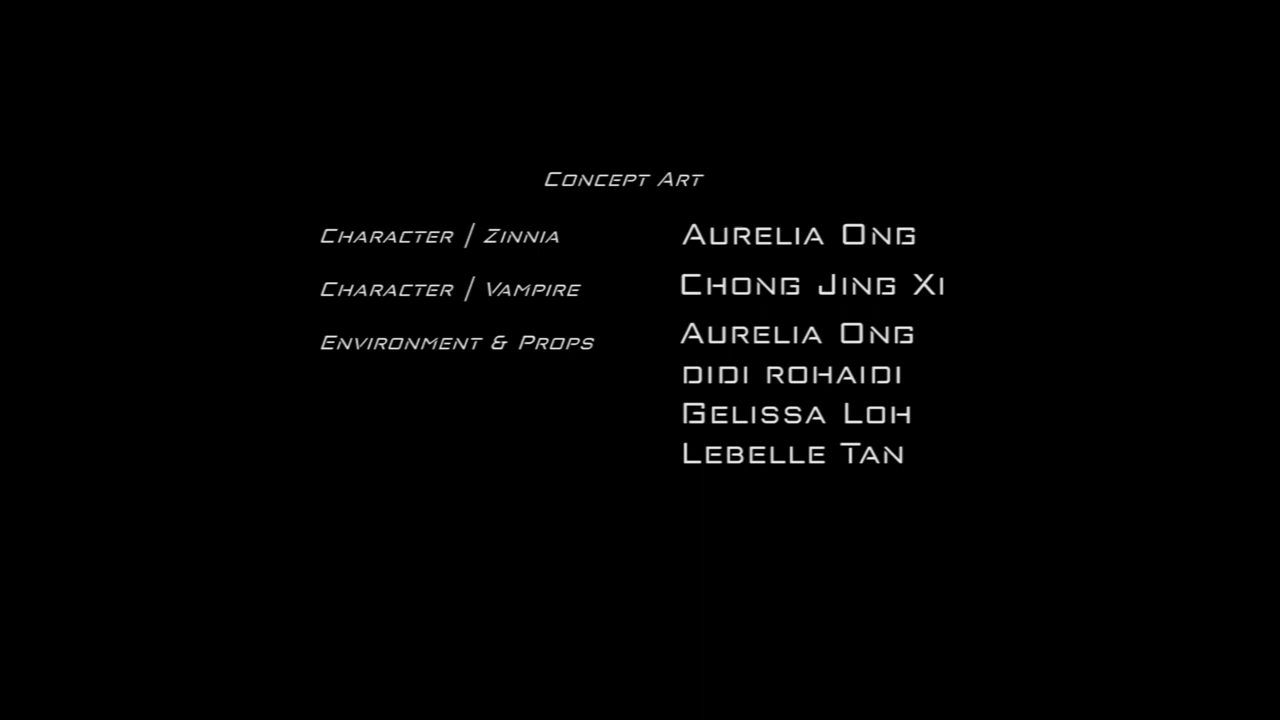 Concept Art
Character / Zinnia Aurelia Ong
Character / Vampire Chong Jing Xi
Environment & Props Aurelia Ong
didi rohaidi
Gelissa Loh
Lebelle Tan